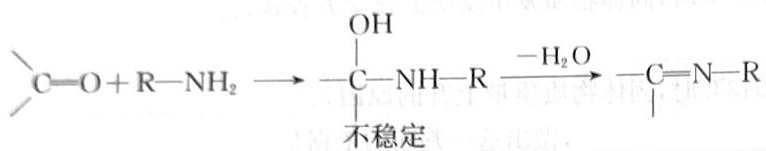 OH
C=O+R—NH₂ ⟶ —C—NH—R —H₂O ⟶ —C=N—R
不稳定